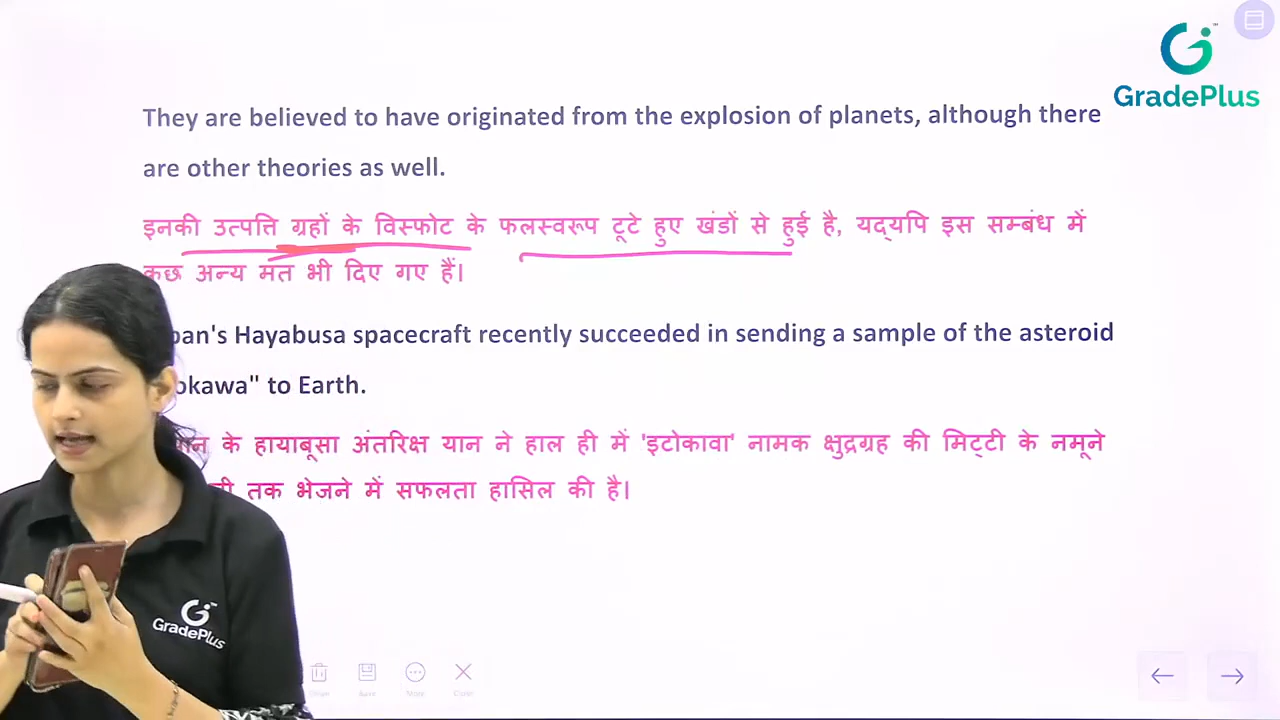 GradePlus
They are believed to have originated from the explosion of planets, although there
are other theories as well.
इनकी उत्पत्ति ग्रहों के विस्फोट के फलस्वरूप टूटे हुए खंडों से हुई है, यद्यपि इस सम्बंध में
कुछ अन्य मत भी दिए गए हैं।
pan's Hayabusa spacecraft recently succeeded in sending a sample of the asteroid
okawa" to Earth.
के हायाबूसा अंतरिक्ष यान ने हाल ही में 'इटोकावा' नामक क्षुद्रग्रह की मिट्टी के नमूने
तक भेजने में सफलता हासिल की है।
GradePlus
Save
More